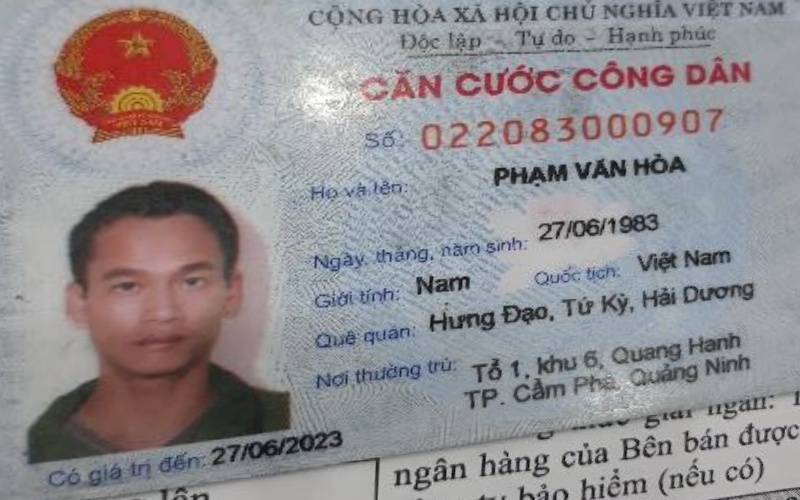 CỘNG HÒA XÃ HỘI CHỦ NGHĨA VIỆT NAM
Độc lập - Tự do - Hạnh phúc
CĂN CƯỚC CÔNG DÂN
Số: 022083000907
Họ và tên: PHẠM VĂN HÒA
Ngày, tháng, năm sinh: 27/06/1983
Giới tính: Nam Quốc tịch: Việt Nam
Quê quán: Hưng Đạo, Tứ Kỳ, Hải Dương
Nơi thường trú: Tổ 1, khu 6, Quang Hanh
TP. Cẩm Phả, Quảng Ninh
Có giá trị đến: 27/06/2023
giải ngân:
ngân hàng của Bên bán được
bảo hiểm (nếu có)